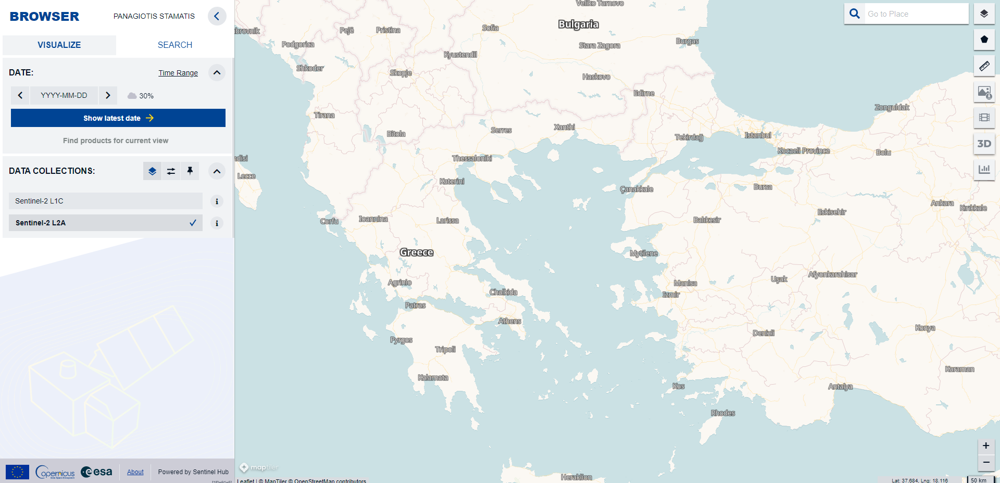 BROWSER
PANAGIOTIS STAMATIS
VISUALIZE
SEARCH
DATE:
Time Range
YYYY-MM-DD
30%
Show latest date
Find products for current view
DATA COLLECTIONS:
Sentinel-2 L1C
Sentinel-2 L2A
opernicus
esa
About
Powered by Sentinel Hub
Go to Place
3D
Veliko Tarnovo
Bulgaria
brovnik
Pejë
Pristina
Sofia
Podgorica
Stara Zagora
Burgas
Kyustendil
Shkoder
Skopje
Haskovo
Edirne
Zonguldak
Tirana
Serres
Xanthi
Bitola
Tekirdağ
Istanbul
Kocaeli Province
Bolu
ndisi
Thessaloniki
Lecce
Katerini
Çanakkale
Bursa
Ankara
Kırıkkale
Eskisehir
Corfu
Ioannina
Larissa
Balıkesir
Greece
Mytilene
Agrinio
Manisa
Uşak
Afyonkarahisar
Chalkida
Izmir
Patras
Athens
Konya
Denizli
Pyrgos
Tripoli
Karaman
Kalamata
Kos
Antalya
Rhodes
Heraklion
maptiler
Leaflet | © MapTiler © OpenStreetMap contributors
+
−
Lat: 37.684, Lng: 18.116
50 km